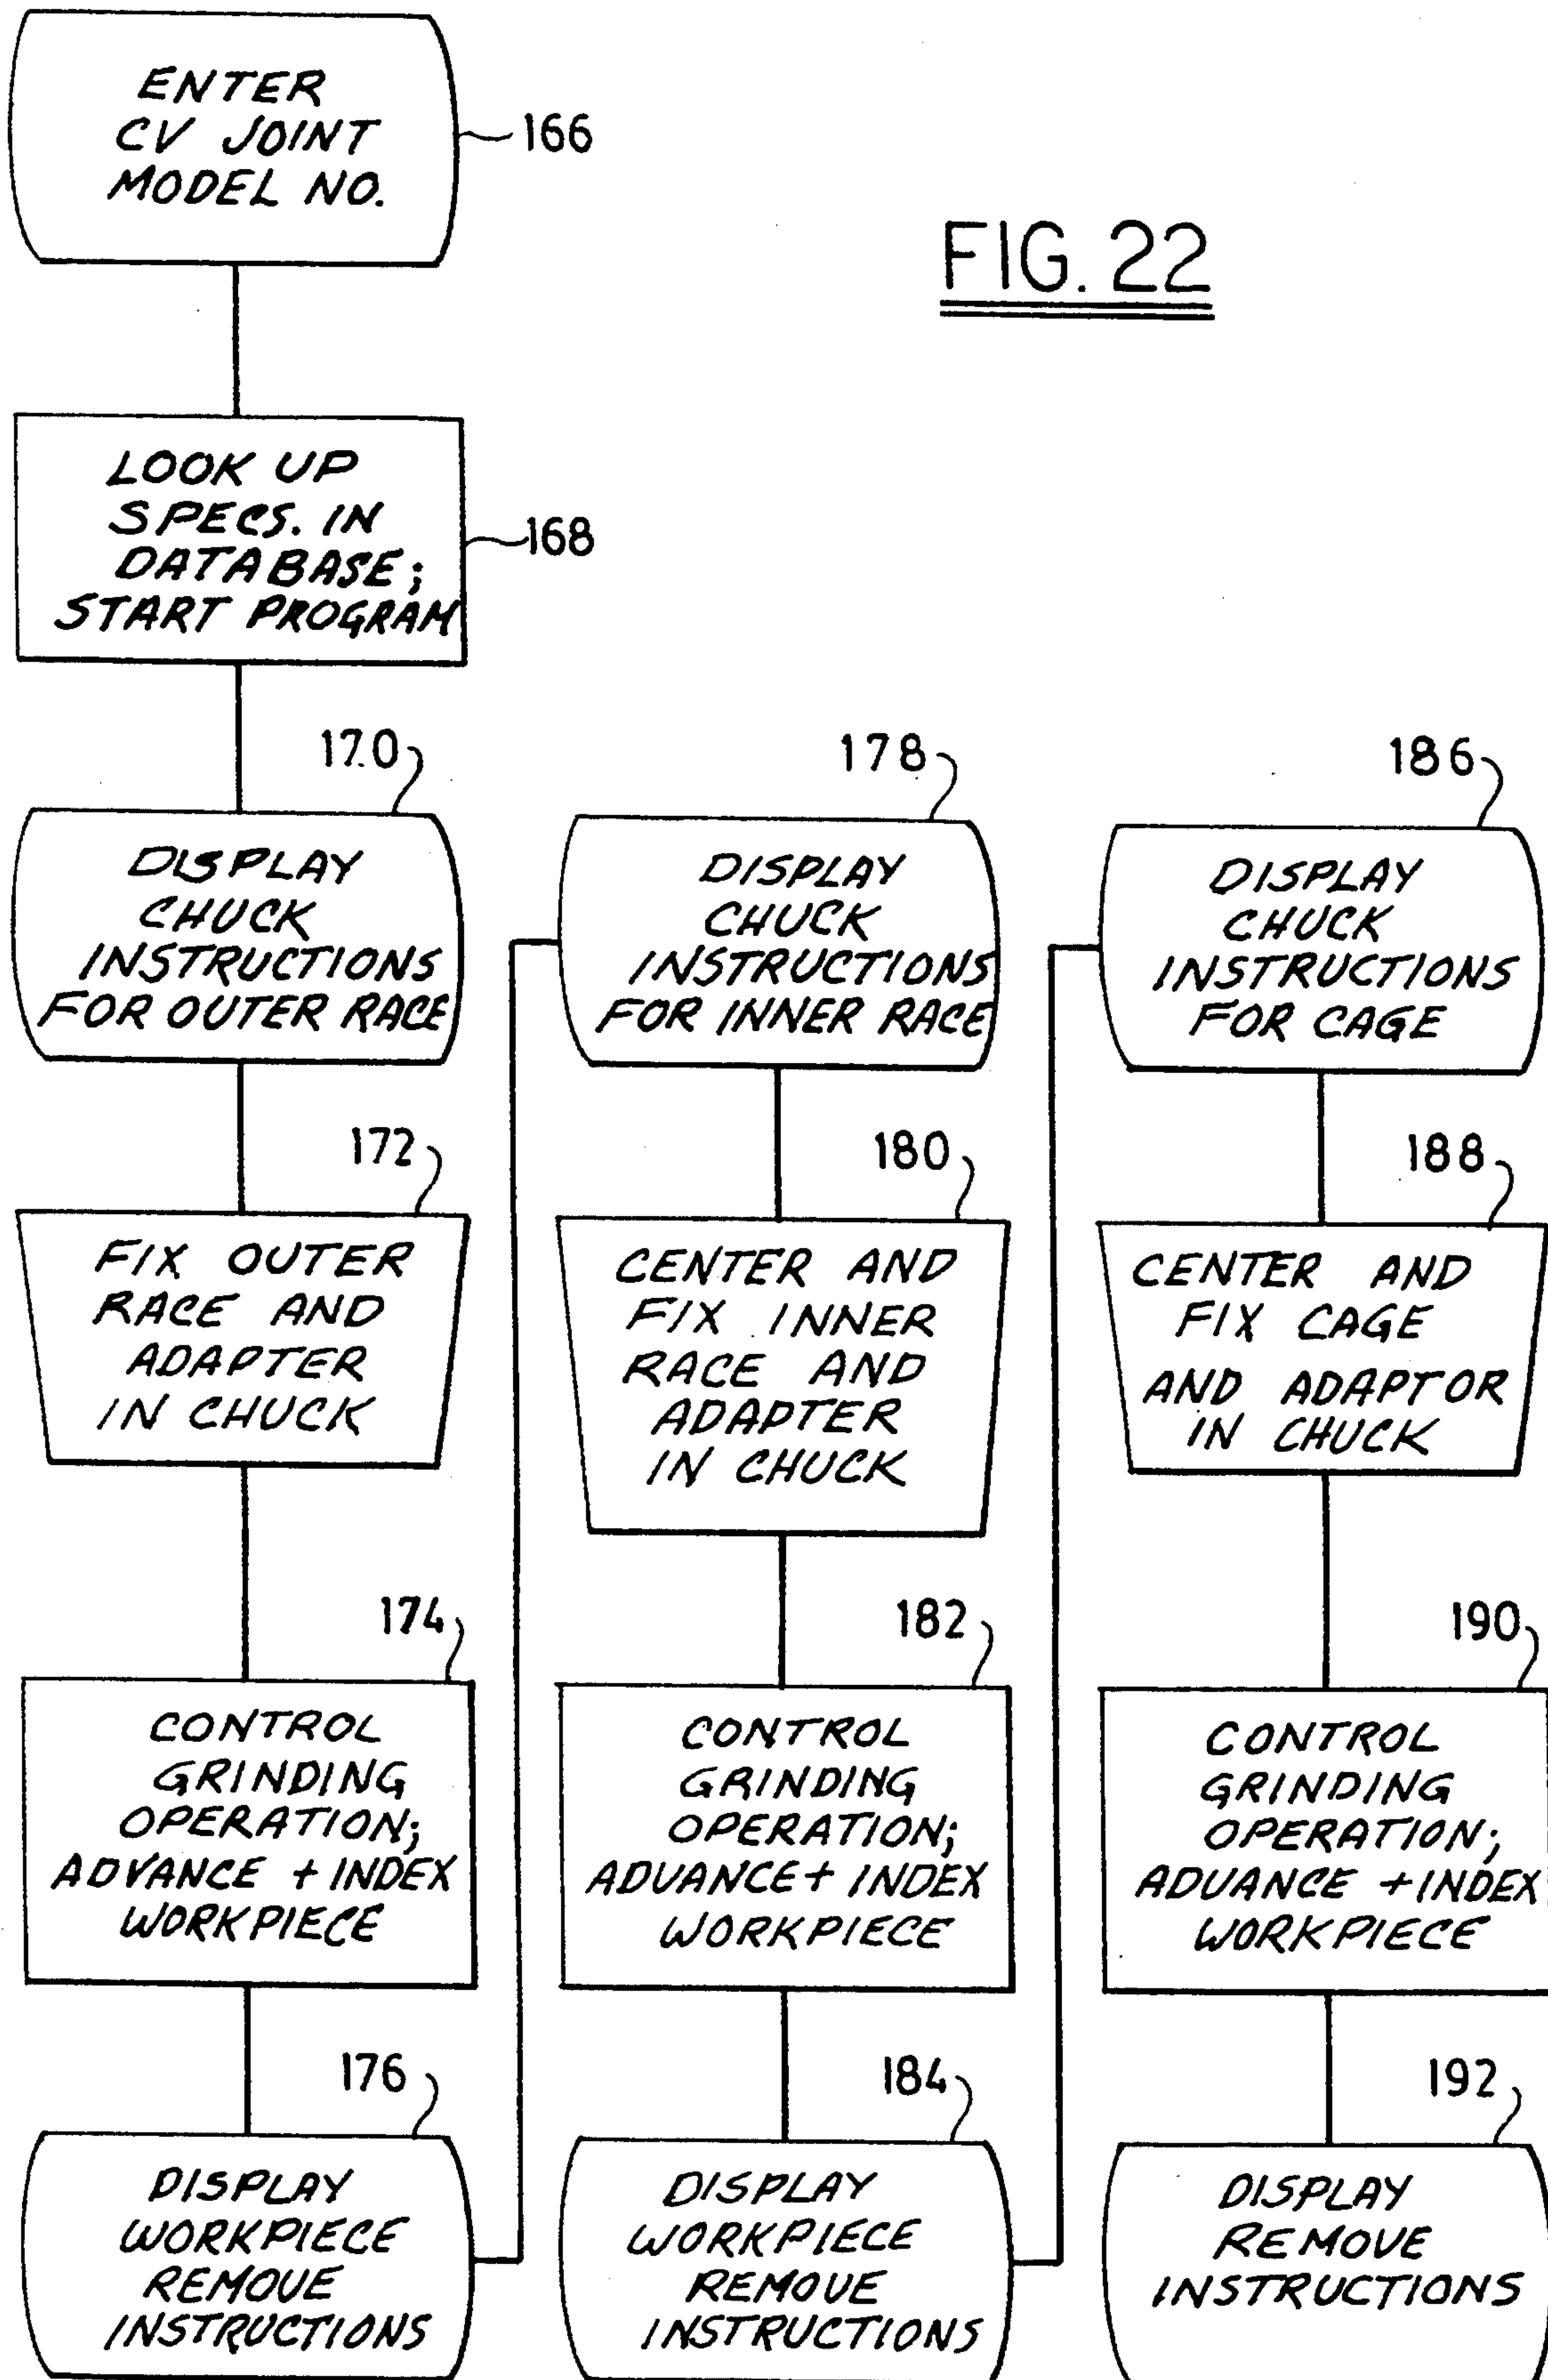 ENTER
CV JOINT
MODEL NO.
166
FIG. 22
LOOK UP
SPECS. IN
DATABASE;
START PROGRAM
168
170
DISPLAY
CHUCK
INSTRUCTIONS
FOR OUTER RACE
172
FIX OUTER
RACE AND
ADAPTER
IN CHUCK
174
CONTROL
GRINDING
OPERATION;
ADVANCE + INDEX
WORKPIECE
176
DISPLAY
WORKPIECE
REMOVE
INSTRUCTIONS
178
DISPLAY
CHUCK
INSTRUCTIONS
FOR INNER RACE
180
CENTER AND
FIX INNER
RACE AND
ADAPTER
IN CHUCK
182
CONTROL
GRINDING
OPERATION;
ADVANCE + INDEX
WORKPIECE
184
DISPLAY
WORKPIECE
REMOVE
INSTRUCTIONS
186
DISPLAY
CHUCK
INSTRUCTIONS
FOR CAGE
188
CENTER AND
FIX CAGE
AND ADAPTOR
IN CHUCK
190
CONTROL
GRINDING
OPERATION;
ADVANCE + INDEX
WORKPIECE
192
DISPLAY
REMOVE
INSTRUCTIONS